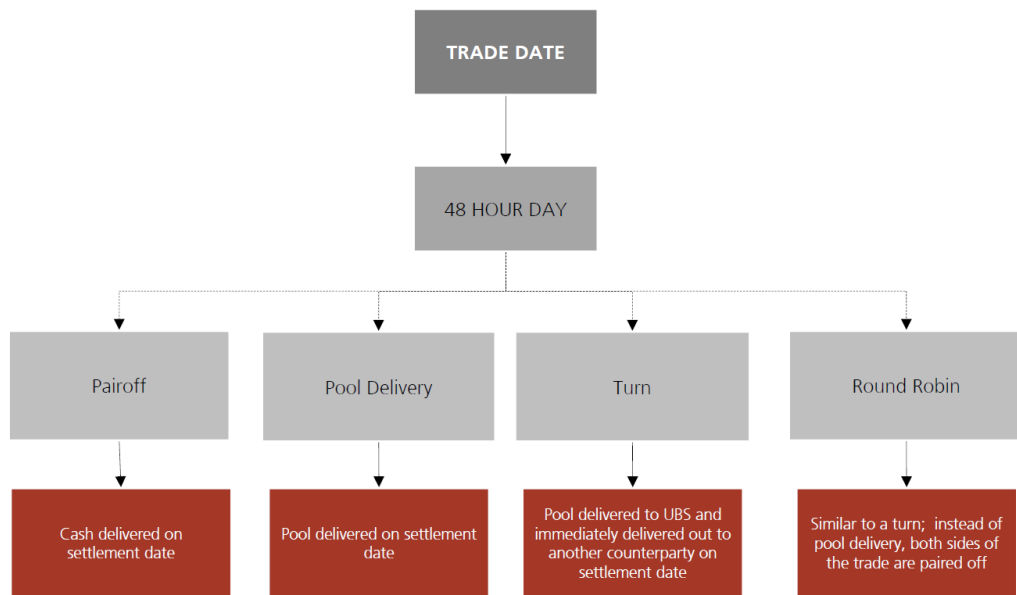 TRADE DATE
48 HOUR DAY
Pairoff
Pool Delivery
Turn
Round Robin
Cash delivered on
settlement date
Pool delivered on settlement
date
Pool delivered to UBS and
immediately delivered out to
another counterparty on
settlement date
Similar to a turn;  instead of
pool delivery, both sides of
the trade are paired off